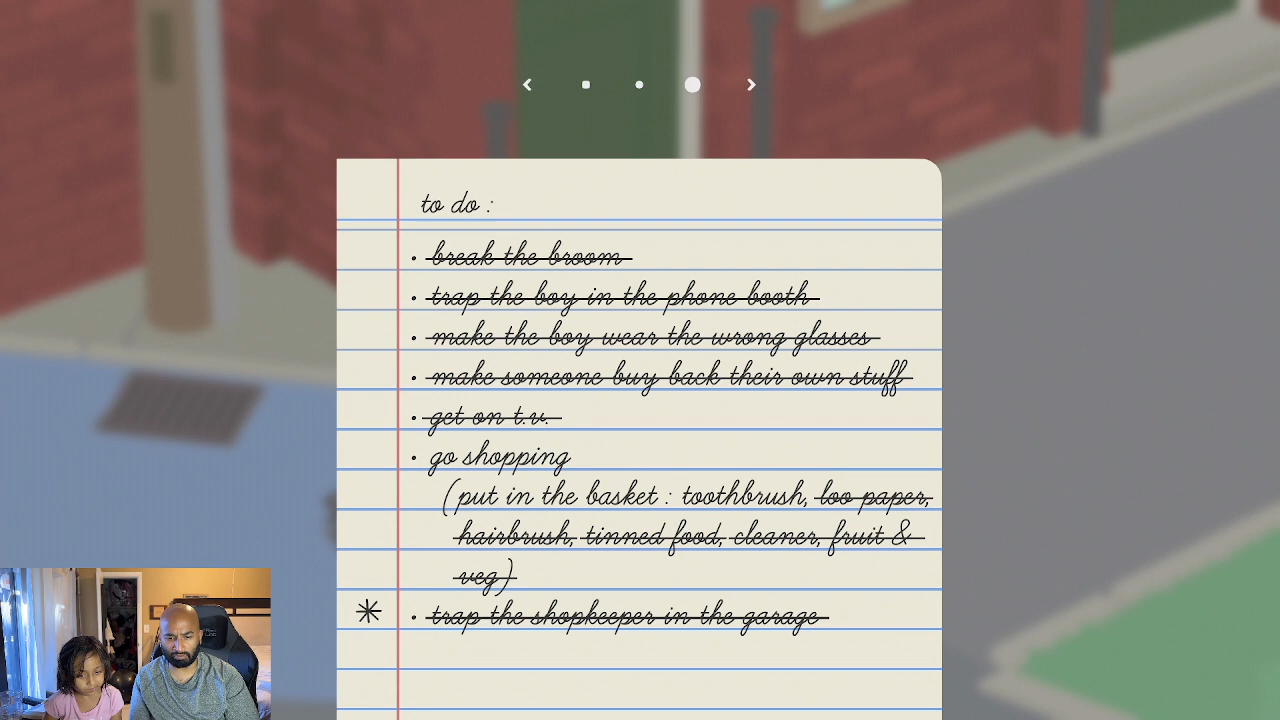 to do :
• break the broom
• trap the boy in the phone booth
• make the boy wear the wrong glasses
• make someone buy back their own stuff
• get on t.v.
• go shopping
(put in the basket : toothbrush, loo paper,
hairbrush, tinned food, cleaner, fruit &
veg)
• trap the shopkeeper in the garage